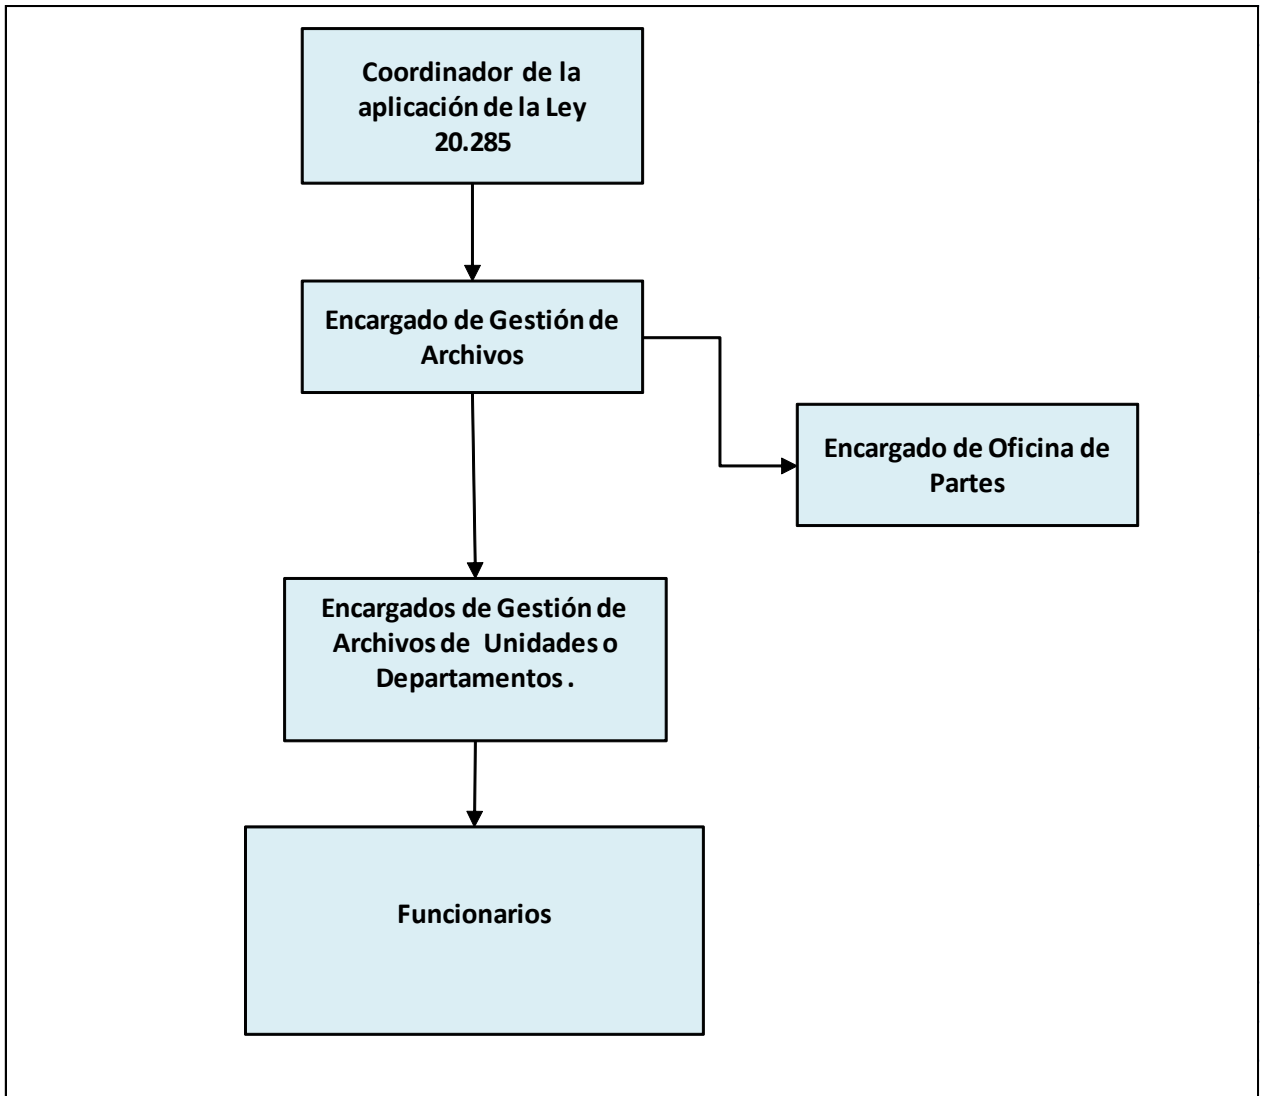 Coordinador de la
aplicación de la Ley
20.285
Encargado de Gestión de
Archivos
Encargado de Oficina de
Partes
Encargados de Gestión de
Archivos de Unidades o
Departamentos .
Funcionarios